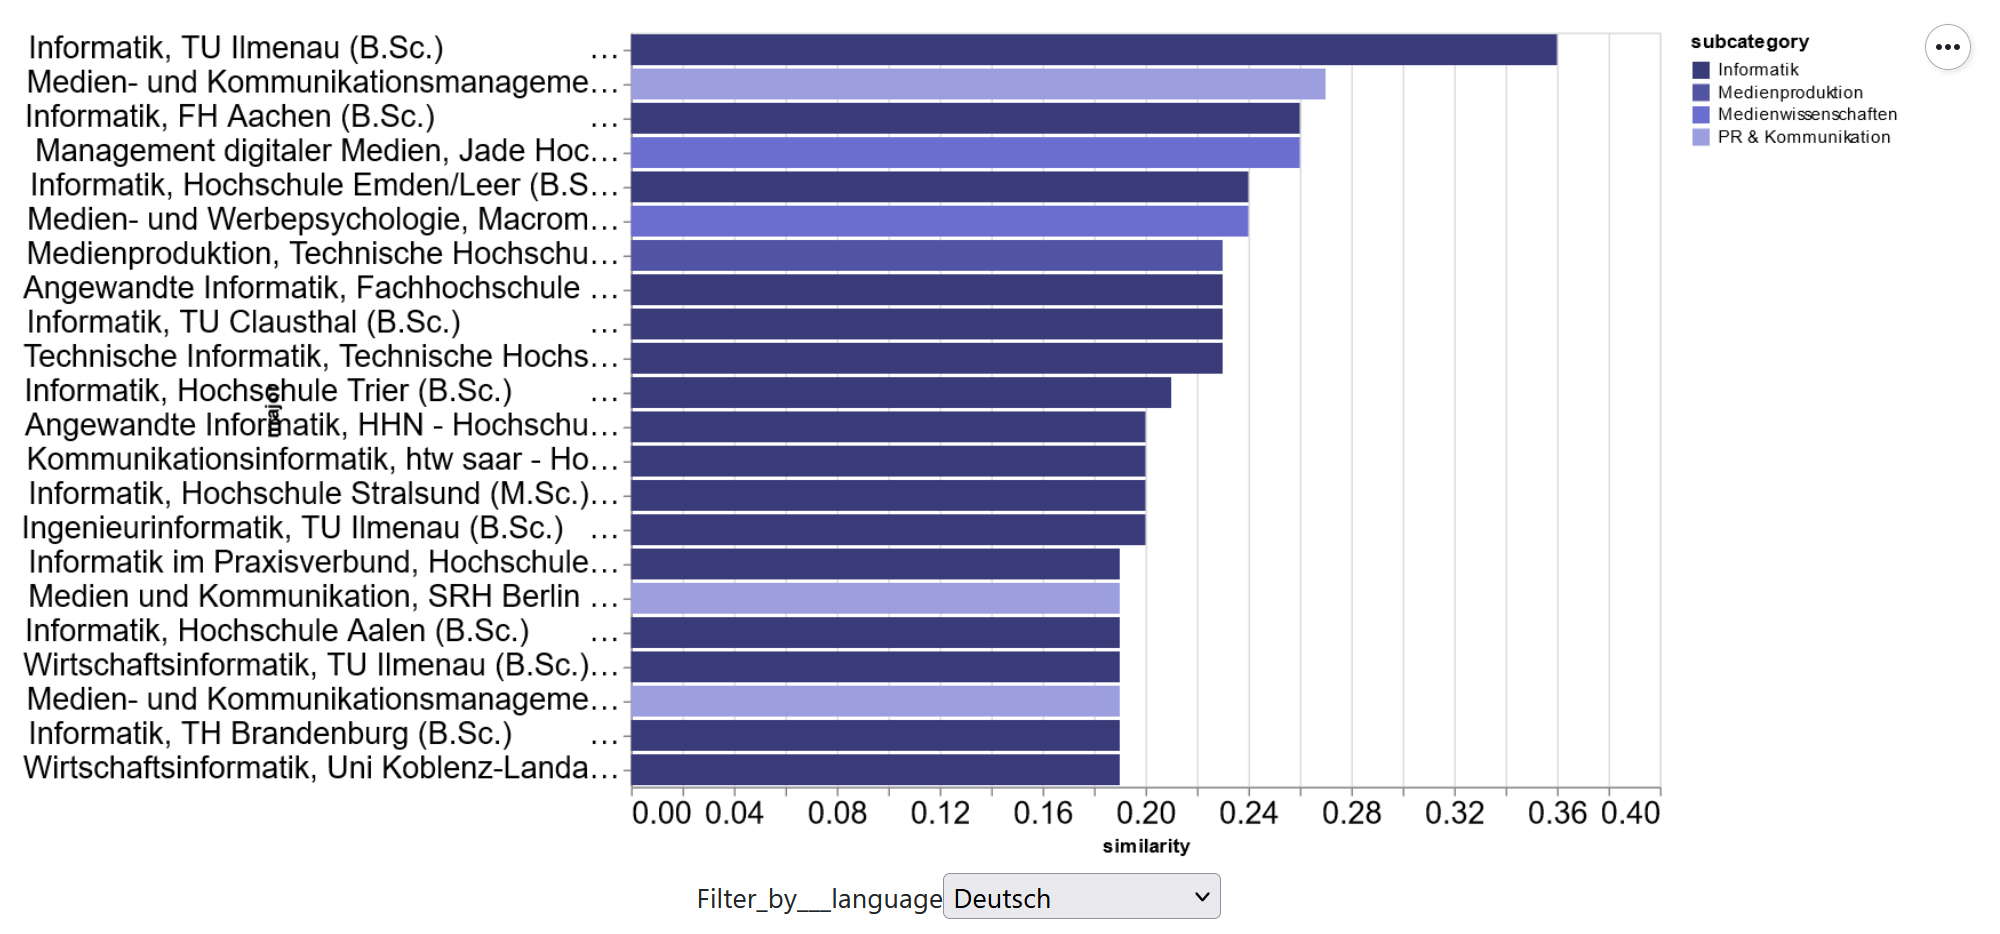 Informatik, TU Ilmenau (B.Sc.) …
Medien- und Kommunikationsmanageme…
Informatik, FH Aachen (B.Sc.) …
Management digitaler Medien, Jade Hoc…
Informatik, Hochschule Emden/Leer (B.S…
Medien- und Werbepsychologie, Macrom…
Medienproduktion, Technische Hochschu…
Angewandte Informatik, Fachhochschule …
Informatik, TU Clausthal (B.Sc.) …
Technische Informatik, Technische Hochs…
Informatik, Hochschule Trier (B.Sc.) …
Angewandte Informatik, HHN - Hochschu…
Kommunikationsinformatik, htw saar - Ho…
Informatik, Hochschule Stralsund (M.Sc.)…
Ingenieurinformatik, TU Ilmenau (B.Sc.) …
Informatik im Praxisverbund, Hochschule…
Medien und Kommunikation, SRH Berlin …
Informatik, Hochschule Aalen (B.Sc.) …
Wirtschaftsinformatik, TU Ilmenau (B.Sc.)…
Medien- und Kommunikationsmanageme…
Informatik, TH Brandenburg (B.Sc.) …
Wirtschaftsinformatik, Uni Koblenz-Landa…
major
0.00 0.04 0.08 0.12 0.16 0.20 0.24 0.28 0.32 0.36 0.40
similarity
subcategory
Informatik
Medienproduktion
Medienwissenschaften
PR & Kommunikation
Filter_by___language Deutsch